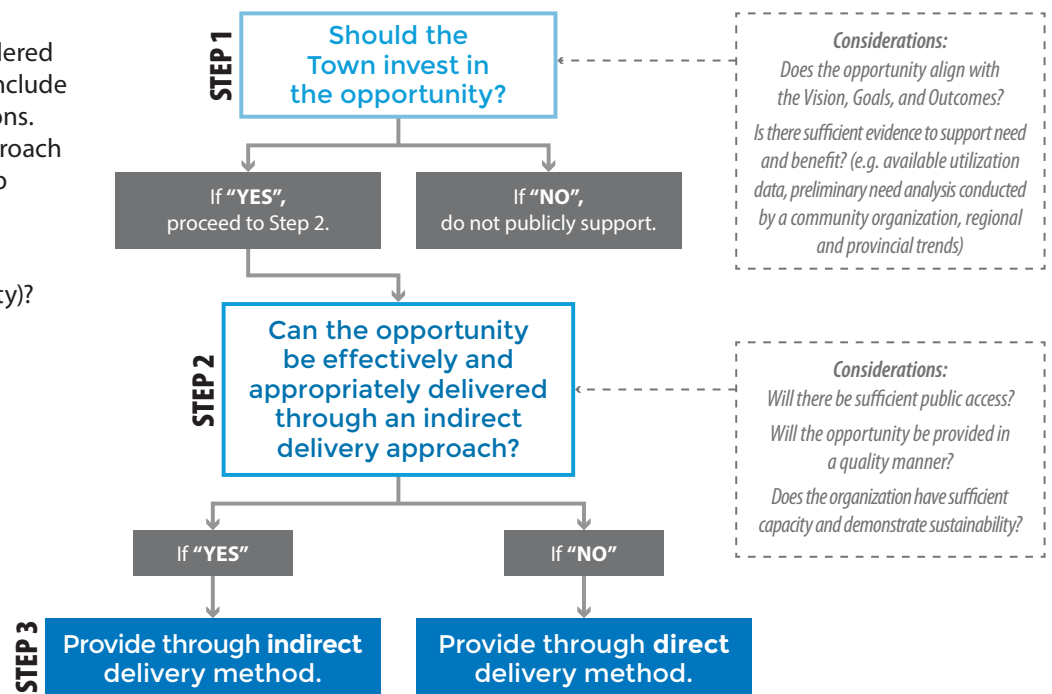 nclude
ons.
roach
STEP 1
Should the
Town invest in
the opportunity?
Considerations:
Does the opportunity align with
the Vision, Goals, and Outcomes?
Is there sufficient evidence to support need
and benefit? (e.g. available utilization
data, preliminary need analysis conducted
by a community organization, regional
and provincial trends)
If "YES",
proceed to Step 2.
If "NO",
do not publicly support.
ty)?
STEP 2
Can the opportunity
be effectively and
appropriately delivered
through an indirect
delivery approach?
Considerations:
Will there be sufficient public access?
Will the opportunity be provided in
a quality manner?
Does the organization have sufficient
capacity and demonstrate sustainability?
If "YES"
If "NO"
STEP 3
Provide through indirect
delivery method.
Provide through direct
delivery method.